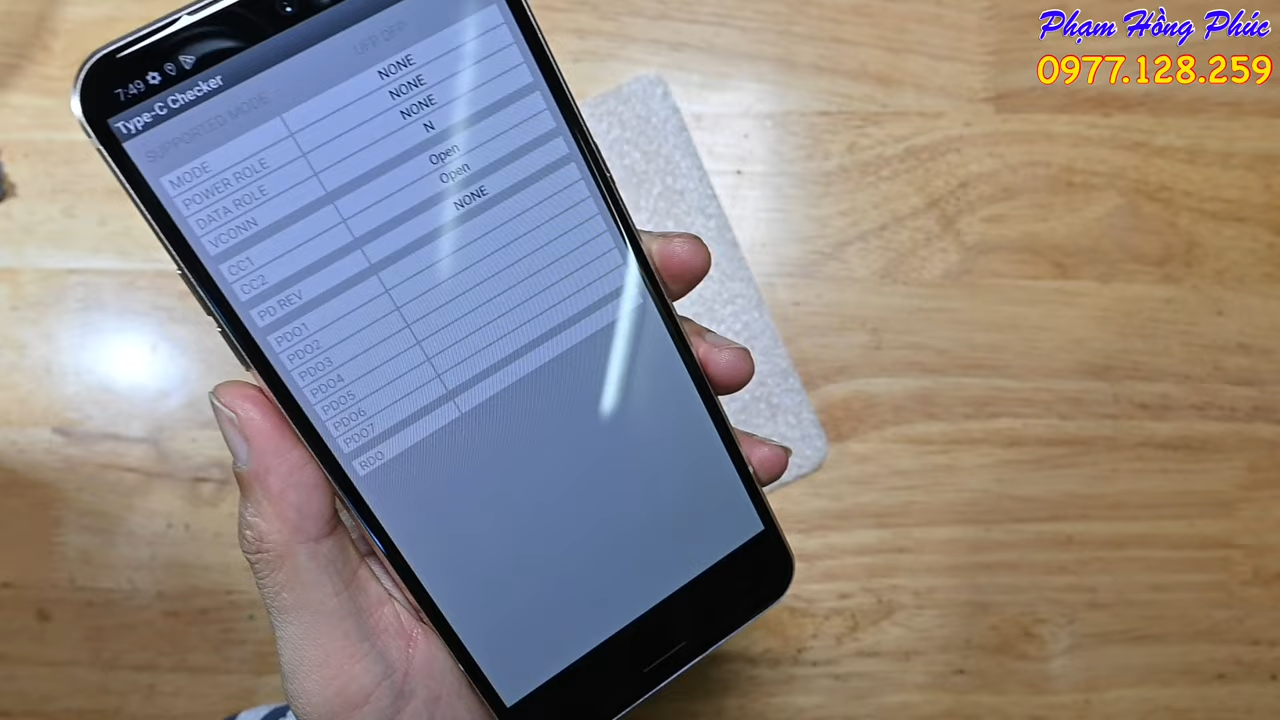 Phạm Hồng Phúc
0977.128.259
7:49
Type-C Checker
SUPPORTED MODE UFP DFP
MODE NONE
POWER ROLE NONE
DATA ROLE NONE
VCONN N
CC1 Open
CC2 Open
PD REV NONE
PDO1
PDO2
PDO3
PDO4
PDO5
PDO6
PDO7
RDO